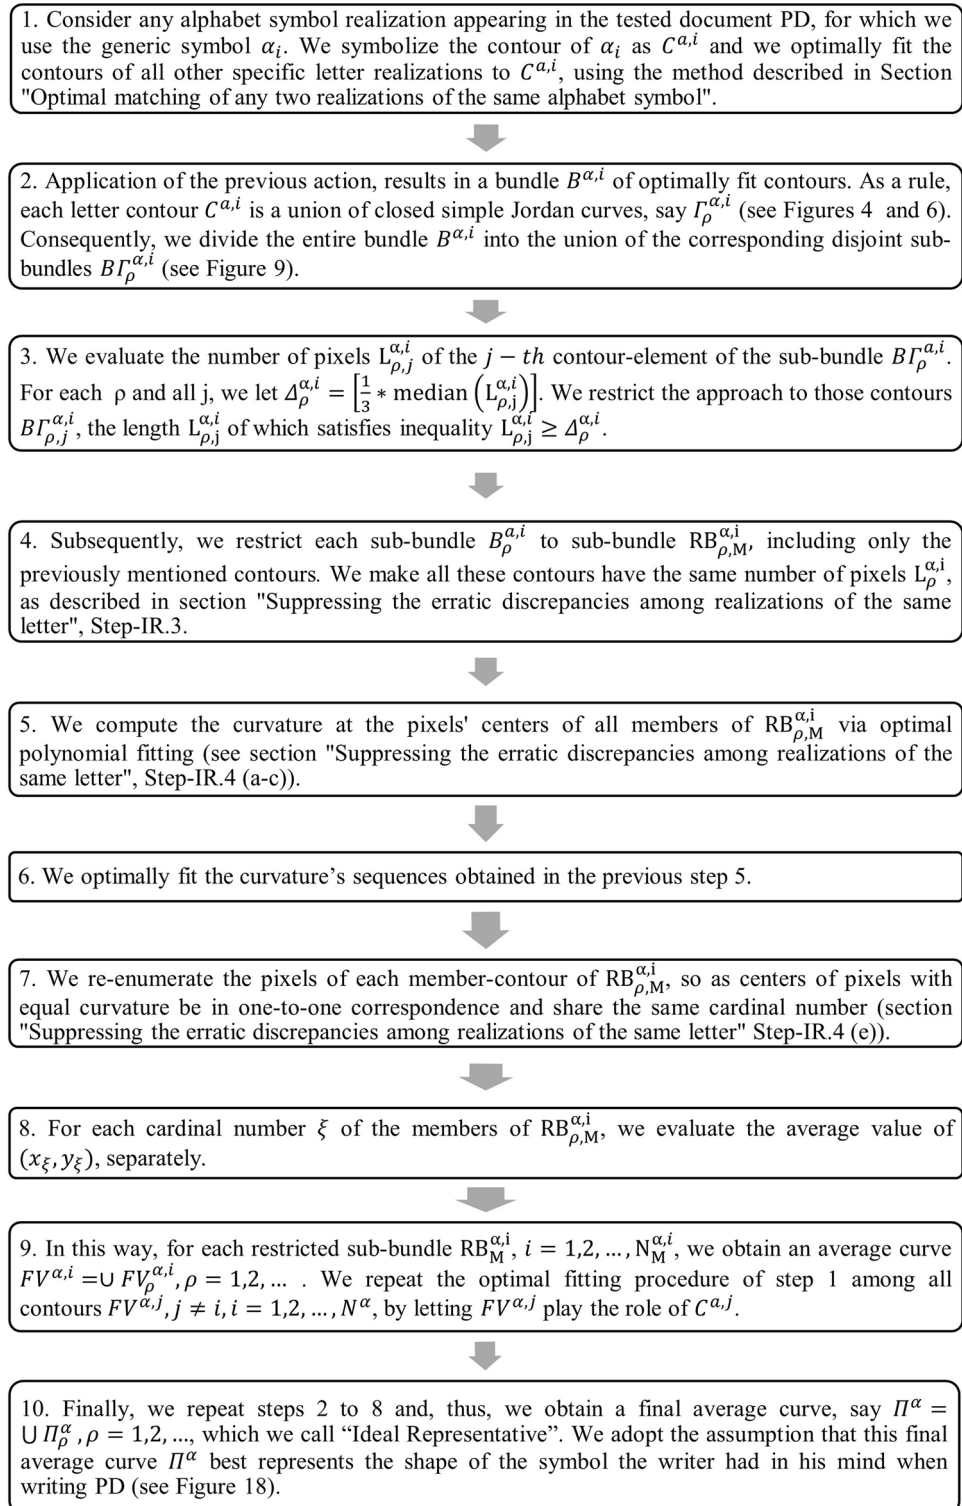 1. Consider any alphabet symbol realization appearing in the tested document PD, for which we
use the generic symbol αᵢ. We symbolize the contour of αᵢ as C^{a,i} and we optimally fit the
contours of all other specific letter realizations to C^{a,i}, using the method described in Section
"Optimal matching of any two realizations of the same alphabet symbol".
2. Application of the previous action, results in a bundle B^{α,i} of optimally fit contours. As a rule,
each letter contour C^{a,i} is a union of closed simple Jordan curves, say Γ_ρ^{α,i} (see Figures 4 and 6).
Consequently, we divide the entire bundle B^{α,i} into the union of the corresponding disjoint sub-
bundles BΓ_ρ^{α,i} (see Figure 9).
3. We evaluate the number of pixels L_{ρ,j}^{α,i} of the j − th contour-element of the sub-bundle BΓ_ρ^{a,i}.
For each ρ and all j, we let Δ_ρ^{α,i} = [1/3 * median (L_{ρ,j}^{α,i})]. We restrict the approach to those contours
BΓ_{ρ,j}^{α,i}, the length L_{ρ,j}^{α,i} of which satisfies inequality L_{ρ,j}^{α,i} ≥ Δ_ρ^{α,i}.
4. Subsequently, we restrict each sub-bundle B_ρ^{a,i} to sub-bundle RB_{ρ,M}^{α,i}, including only the
previously mentioned contours. We make all these contours have the same number of pixels L_ρ^{α,i},
as described in section "Suppressing the erratic discrepancies among realizations of the same
letter", Step-IR.3.
5. We compute the curvature at the pixels' centers of all members of RB_{ρ,M}^{α,i} via optimal
polynomial fitting (see section "Suppressing the erratic discrepancies among realizations of the
same letter", Step-IR.4 (a-c)).
6. We optimally fit the curvature’s sequences obtained in the previous step 5.
7. We re-enumerate the pixels of each member-contour of RB_{ρ,M}^{α,i}, so as centers of pixels with
equal curvature be in one-to-one correspondence and share the same cardinal number (section
"Suppressing the erratic discrepancies among realizations of the same letter" Step-IR.4 (e)).
8. For each cardinal number ξ of the members of RB_{ρ,M}^{α,i}, we evaluate the average value of
(x_ξ, y_ξ), separately.
9. In this way, for each restricted sub-bundle RB_M^{α,i}, i = 1,2, ..., N_M^{α,i}, we obtain an average curve
FV^{α,i} =∪ FV_ρ^{α,i}, ρ = 1,2, ... . We repeat the optimal fitting procedure of step 1 among all
contours FV^{α,j}, j ≠ i, i = 1,2, ..., N^α, by letting FV^{α,j} play the role of C^{a,j}.
10. Finally, we repeat steps 2 to 8 and, thus, we obtain a final average curve, say Π^α =
∪ Π_ρ^α , ρ = 1,2, ..., which we call “Ideal Representative”. We adopt the assumption that this final
average curve Π^α best represents the shape of the symbol the writer had in his mind when
writing PD (see Figure 18).